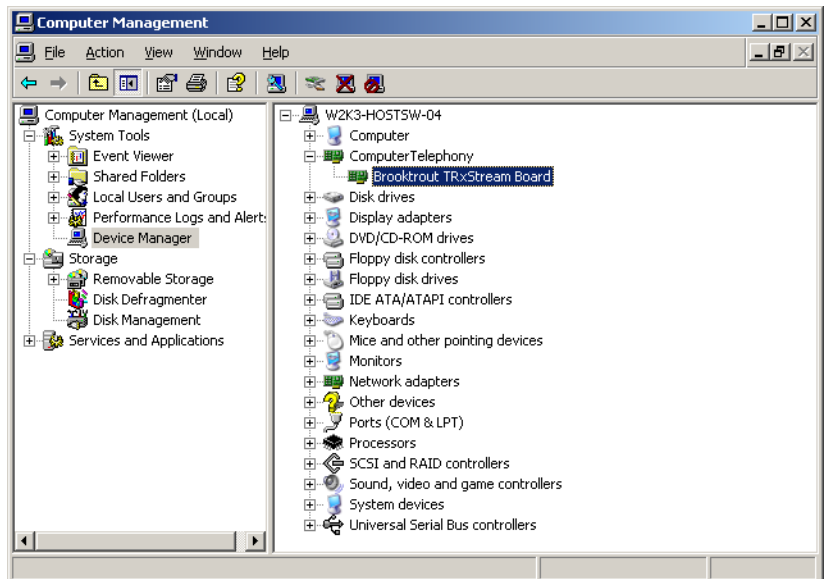 Computer Management
File Action View Window Help
Computer Management (Local)
System Tools
Event Viewer
Shared Folders
Local Users and Groups
Performance Logs and Alert
Device Manager
Storage
Removable Storage
Disk Defragmenter
Disk Management
Services and Applications
W2K3-HOSTSW-04
Computer
ComputerTelephony
Brooktrout TRxStream Board
Disk drives
Display adapters
DVD/CD-ROM drives
Floppy disk controllers
Floppy disk drives
IDE ATA/ATAPI controllers
Keyboards
Mice and other pointing devices
Monitors
Network adapters
Other devices
Ports (COM & LPT)
Processors
SCSI and RAID controllers
Sound, video and game controllers
System devices
Universal Serial Bus controllers